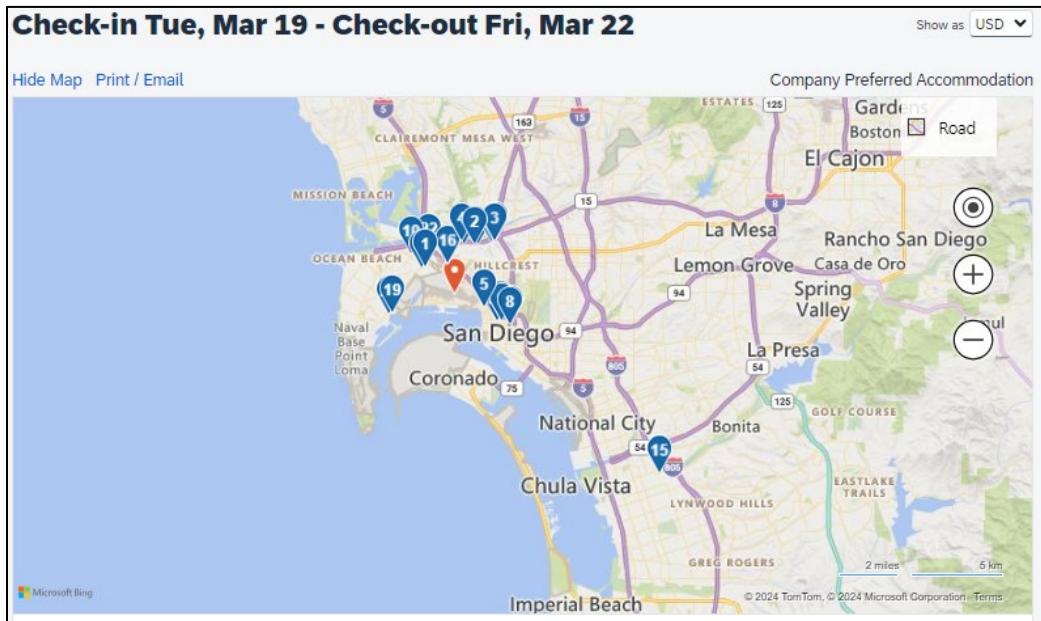 Check-in Tue, Mar 19 - Check-out Fri, Mar 22
Show as USD
Hide Map Print / Email
Company Preferred Accommodation
ESTATES
125
Gardens
5
163
15
Boston
Road
CLAIREMONT MESA WEST
El Cajon
MISSION BEACH
15
8
La Mesa
4
2
3
10
1
16
Rancho San Diego
OCEAN BEACH
HILLCREST
Lemon Grove
Casa de Oro
19
5
8
94
Spring
Valley
Naval
Base
Point
Loma
San Diego
94
La Presa
Coronado
75
805
54
5
125
GOLF COURSE
National City
Bonita
54
15
805
Chula Vista
EASTLAKE
TRAILS
LYNWOOD HILLS
GREG ROGERS
2 miles
5 km
Microsoft Bing
Imperial Beach
© 2024 TomTom, © 2024 Microsoft Corporation Terms